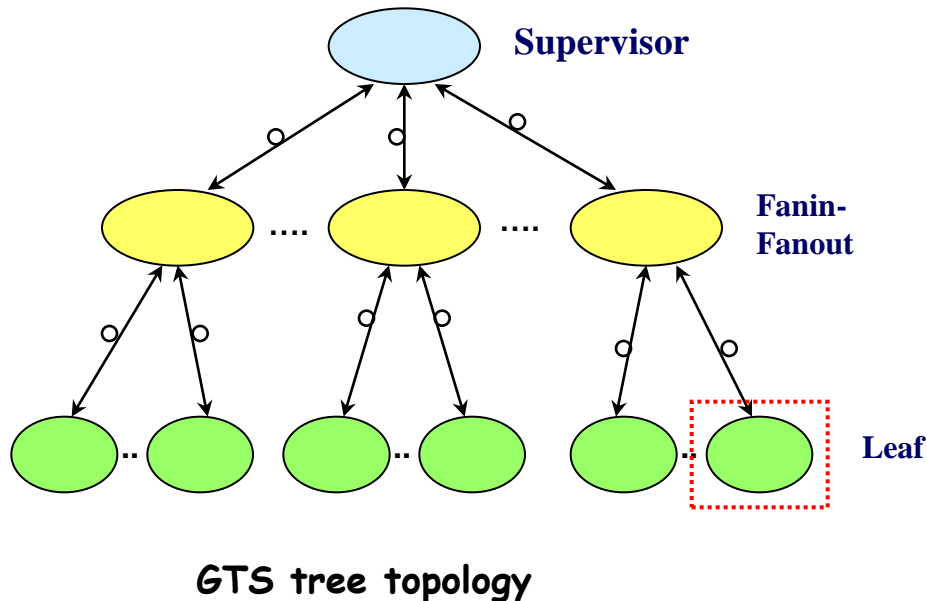 Supervisor
.... ....
Fanin-
Fanout
.. .. ..
Leaf
GTS tree topology